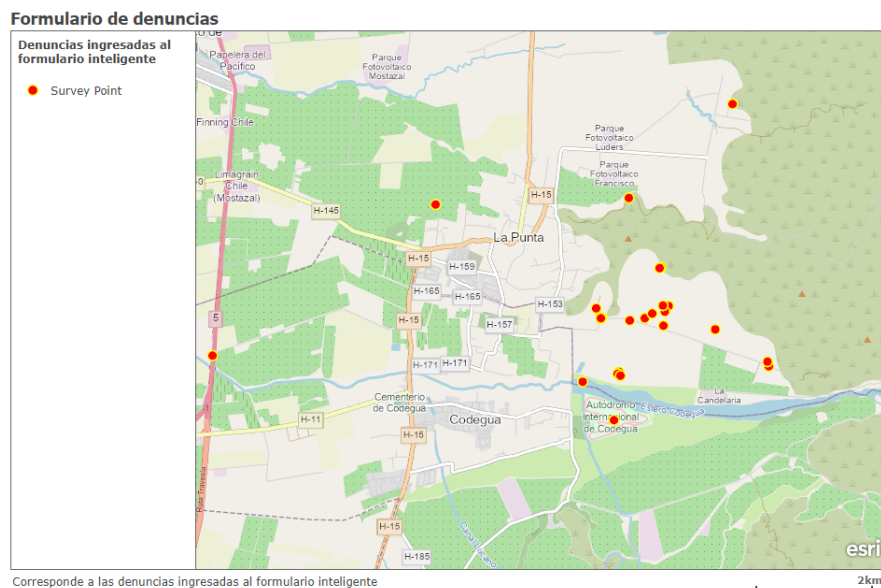 Formulario de denuncias
Denuncias ingresadas al
formulario inteligente
Survey Point
Papelera del
Pacífico
Parque
Fotovoltaico
Mostazal
Finning Chile
Parque
Fotovoltaico
Luders
Parque
Fotovoltaico
Francisco
Limagrain
Chile
(Mostazal)
H-15
H-145
La Punta
H-15
H-159
H-165
H-165
H-153
5
H-15
H-157
H-171
H-171
Cementerio
de Codegua
La
Candelaria
Autódromo
Internacional
de Codegua
Estero Codegua
H-11
Codegua
H-15
Ruta Travesía
H-15
H-185
esri
Corresponde a las denuncias ingresadas al formulario inteligente
2km